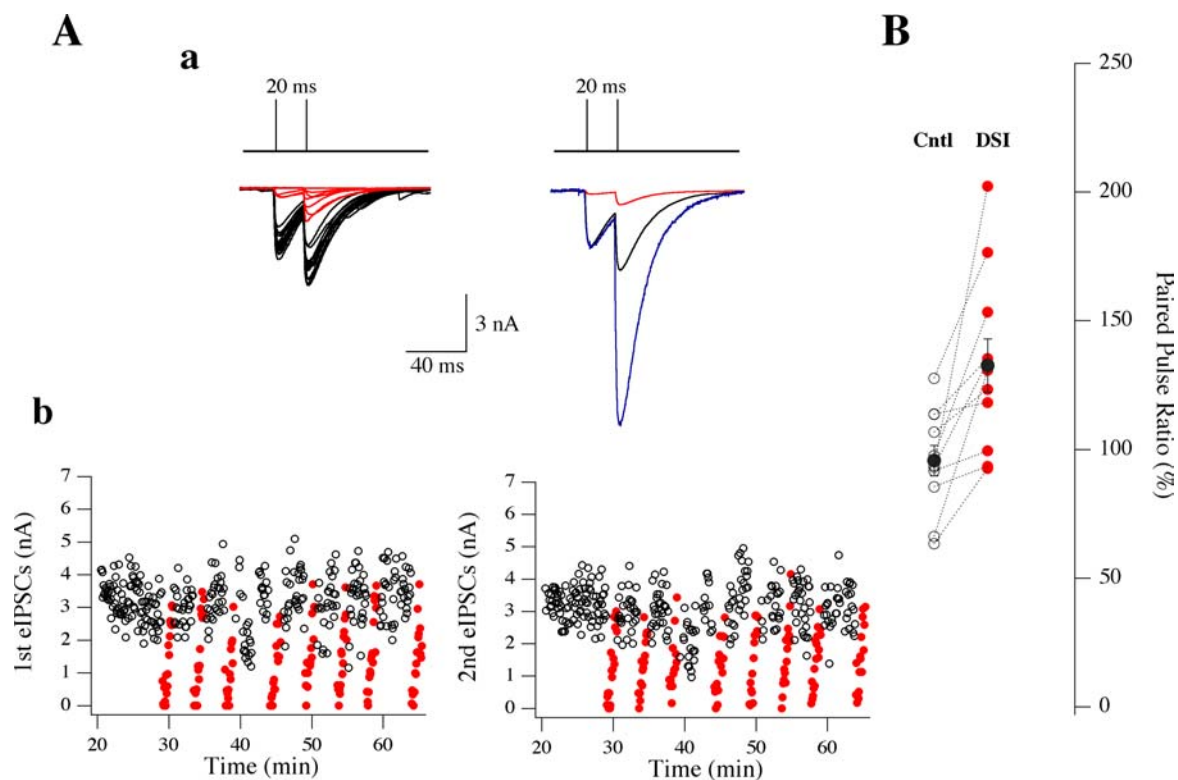 A
B
a
20 ms
20 ms
3 nA
40 ms
Cntl
DSI
250
200
150
100
50
0
Paired Pulse Ratio (%)
b
7
6
5
4
3
2
1
0
1st eIPSCs (nA)
20
30
40
50
60
Time (min)
7
6
5
4
3
2
1
0
2nd eIPSCs (nA)
20
30
40
50
60
Time (min)